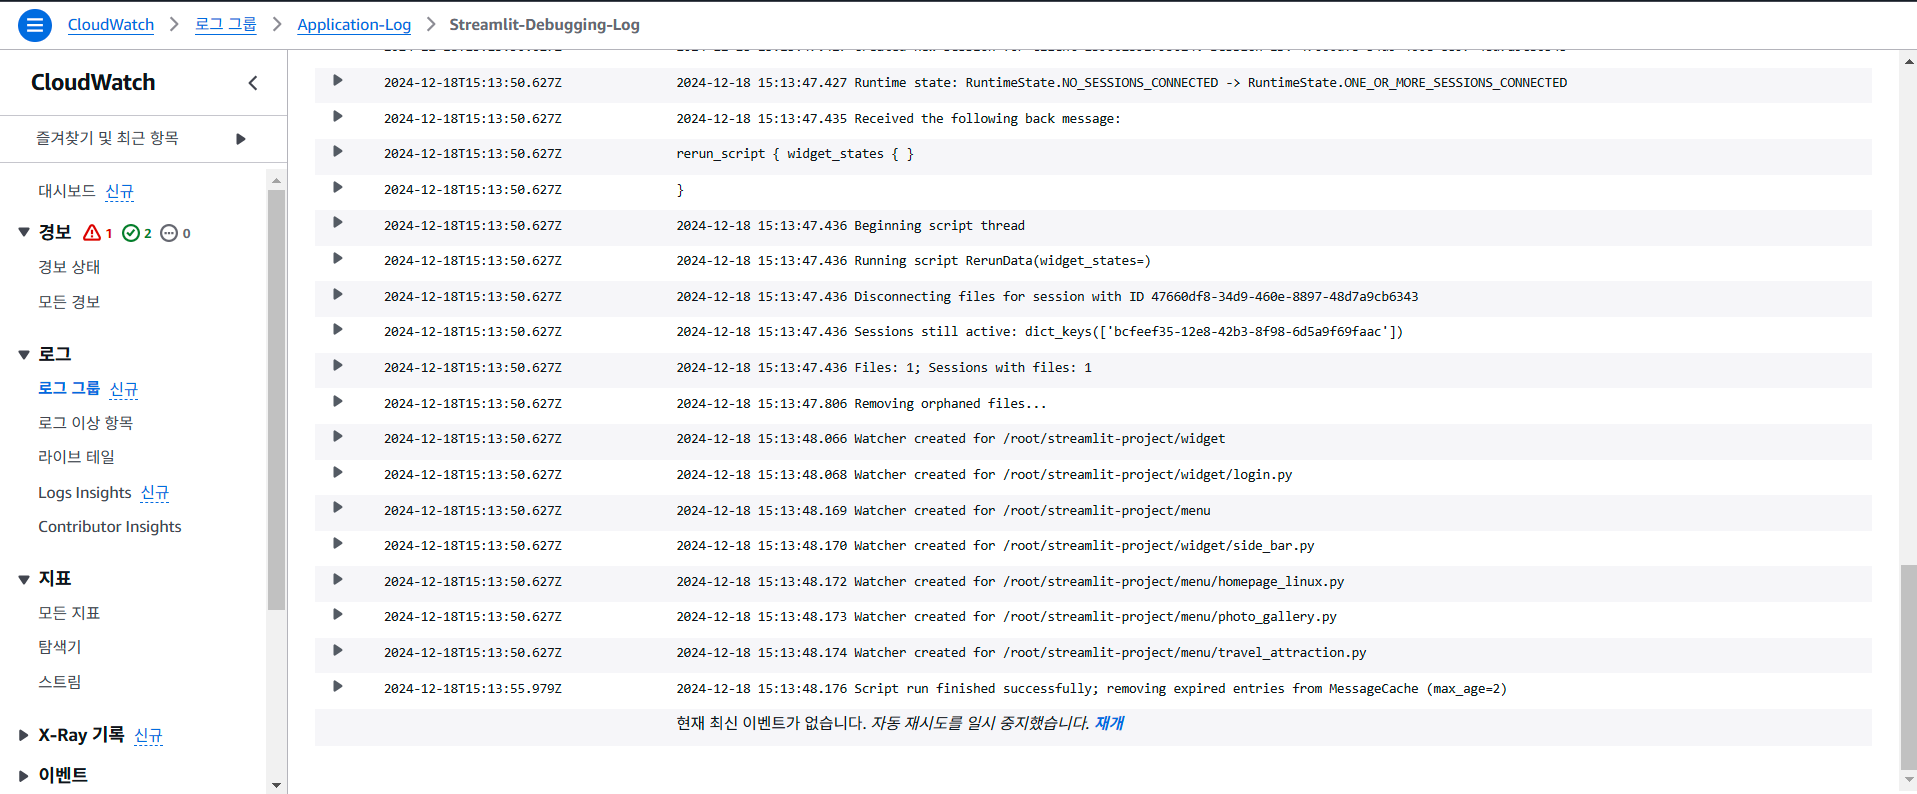 CloudWatch > 로그 그룹 > Application-Log > Streamlit-Debugging-Log
CloudWatch
즐겨찾기 및 최근 항목
대시보드 신규
경보 1 2 0
경보 상태
모든 경보
로그
로그 그룹 신규
로그 이상 항목
라이브 테일
Logs Insights 신규
Contributor Insights
지표
모든 지표
탐색기
스트림
X-Ray 기록 신규
이벤트
2024-12-18T15:13:50.627Z 2024-12-18 15:13:47.427 Runtime state: RuntimeState.NO_SESSIONS_CONNECTED -> RuntimeState.ONE_OR_MORE_SESSIONS_CONNECTED
2024-12-18T15:13:50.627Z 2024-12-18 15:13:47.435 Received the following back message:
2024-12-18T15:13:50.627Z rerun_script { widget_states { }
2024-12-18T15:13:50.627Z }
2024-12-18T15:13:50.627Z 2024-12-18 15:13:47.436 Beginning script thread
2024-12-18T15:13:50.627Z 2024-12-18 15:13:47.436 Running script RerunData(widget_states=)
2024-12-18T15:13:50.627Z 2024-12-18 15:13:47.436 Disconnecting files for session with ID 47660df8-34d9-460e-8897-48d7a9cb6343
2024-12-18T15:13:50.627Z 2024-12-18 15:13:47.436 Sessions still active: dict_keys(['bcfeef35-12e8-42b3-8f98-6d5a9f69faac'])
2024-12-18T15:13:50.627Z 2024-12-18 15:13:47.436 Files: 1; Sessions with files: 1
2024-12-18T15:13:50.627Z 2024-12-18 15:13:47.806 Removing orphaned files...
2024-12-18T15:13:50.627Z 2024-12-18 15:13:48.066 Watcher created for /root/streamlit-project/widget
2024-12-18T15:13:50.627Z 2024-12-18 15:13:48.068 Watcher created for /root/streamlit-project/widget/login.py
2024-12-18T15:13:50.627Z 2024-12-18 15:13:48.169 Watcher created for /root/streamlit-project/menu
2024-12-18T15:13:50.627Z 2024-12-18 15:13:48.170 Watcher created for /root/streamlit-project/widget/side_bar.py
2024-12-18T15:13:50.627Z 2024-12-18 15:13:48.172 Watcher created for /root/streamlit-project/menu/homepage_linux.py
2024-12-18T15:13:50.627Z 2024-12-18 15:13:48.173 Watcher created for /root/streamlit-project/menu/photo_gallery.py
2024-12-18T15:13:50.627Z 2024-12-18 15:13:48.174 Watcher created for /root/streamlit-project/menu/travel_attraction.py
2024-12-18T15:13:55.979Z 2024-12-18 15:13:48.176 Script run finished successfully; removing expired entries from MessageCache (max_age=2)
현재 최신 이벤트가 없습니다. 자동 재시도를 일시 중지했습니다. 재개